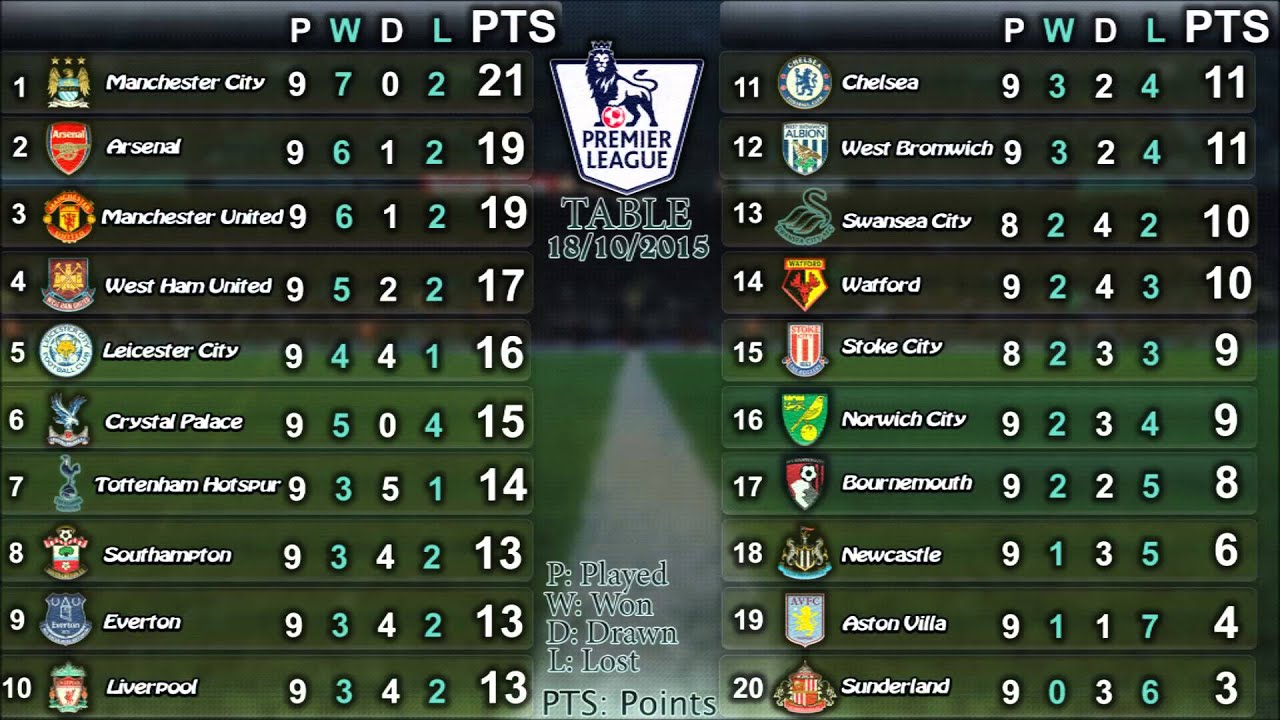 P W D L PTS
1 Manchester City 9 7 0 2 21
2 Arsenal 9 6 1 2 19
3 Manchester United 9 6 1 2 19
4 West Ham United 9 5 2 2 17
5 Leicester City 9 4 4 1 16
6 Crystal Palace 9 5 0 4 15
7 Tottenham Hotspur 9 3 5 1 14
8 Southampton 9 3 4 2 13
9 Everton 9 3 4 2 13
10 Liverpool 9 3 4 2 13
PREMIER
LEAGUE
TABLE
18/10/2015
P: Played
W: Won
D: Drawn
L: Lost
PTS: Points
P W D L PTS
11 Chelsea 9 3 2 4 11
12 West Bromwich 9 3 2 4 11
13 Swansea City 8 2 4 2 10
14 Watford 9 2 4 3 10
15 Stoke City 8 2 3 3 9
16 Norwich City 9 2 3 4 9
17 Bournemouth 9 2 2 5 8
18 Newcastle 9 1 3 5 6
19 Aston Villa 9 1 1 7 4
20 Sunderland 9 0 3 6 3
Arsenal
Everton
CHELSEA
ALBION
WATFORD
STOKE
CITY
AVFC